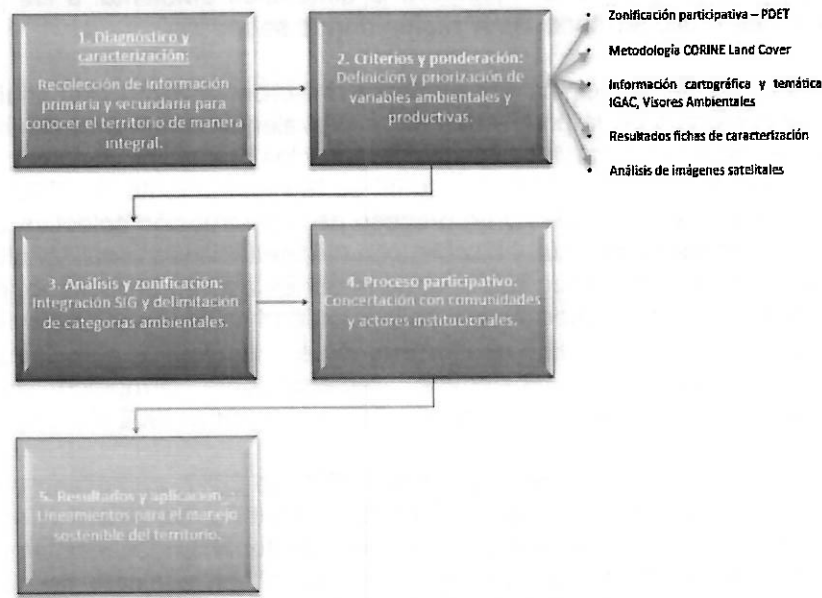 1. Diagnóstico y
caracterización:
Recolección de información
primaria y secundaria para
conocer el territorio de manera
integral.
2. Criterios y ponderación:
Definición y priorización de
variables ambientales y
productivas.
• Zonificación participativa – PDET
• Metodología CORINE Land Cover
• Información cartográfica y temática
IGAC, Visores Ambientales
• Resultados fichas de caracterización
• Análisis de imágenes satelitales
3. Análisis y zonificación:
Integración SIG y delimitación
de categorías ambientales.
4. Proceso participativo:
Concertación con comunidades
y actores institucionales.
5. Resultados y aplicación :
Lineamientos para el manejo
sostenible del territorio.